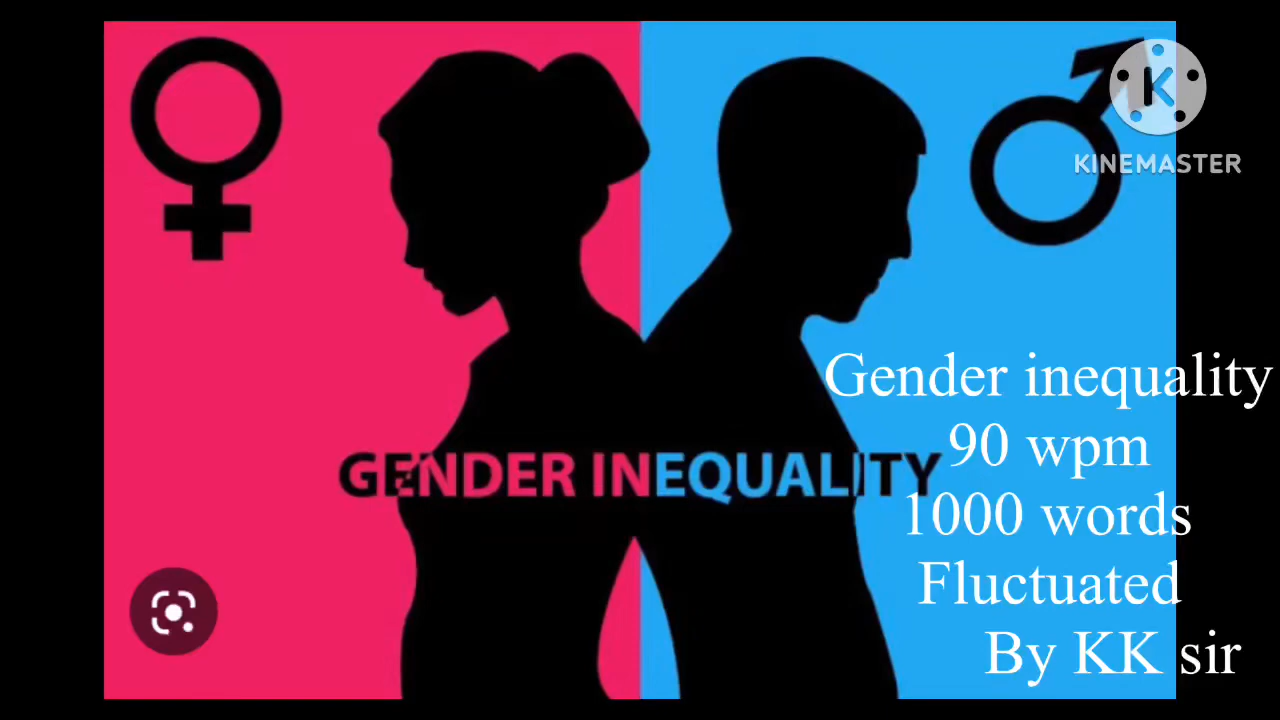 KINEMASTER
GENDER INEQUALITY
Gender inequality
90 wpm
1000 words
Fluctuated
By KK sir